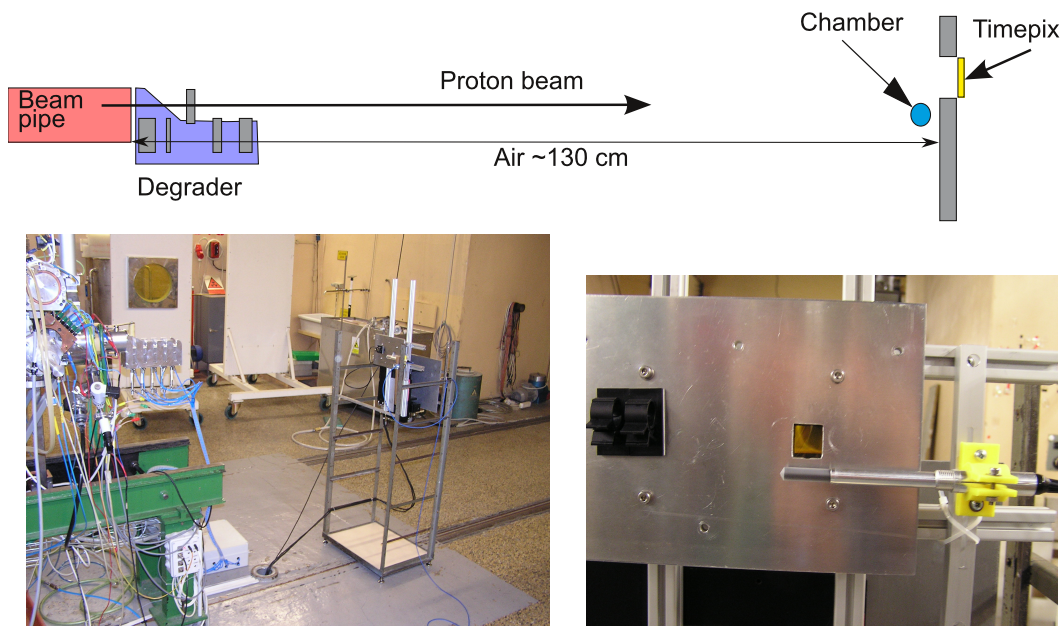 Chamber
Timepix
Proton beam
Beam
pipe
Air ~130 cm
Degrader